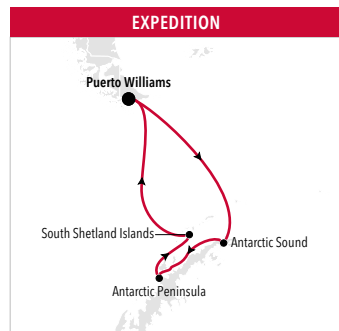 EXPEDITION
Puerto Williams
South Shetland Islands
Antarctic Sound
Antarctic Peninsula